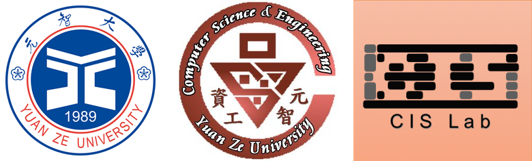 元智大學
1989
YUAN ZE UNIVERSITY
Computer Science & Engineering
資工
元智
Yuan Ze University
CIS Lab